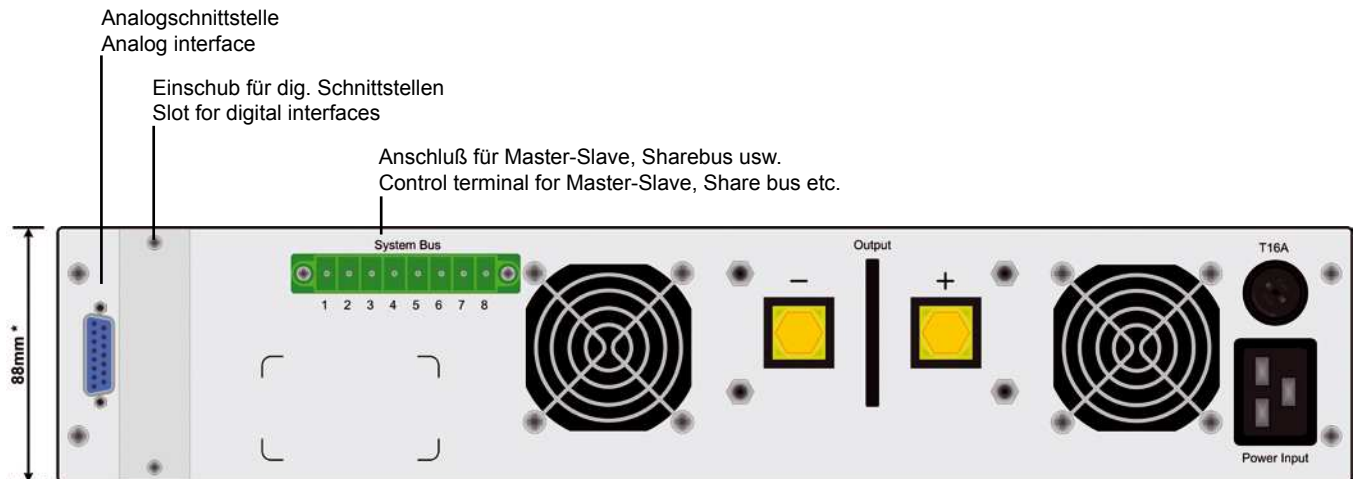 Analogschnittstelle
Analog interface
Einschub für dig. Schnittstellen
Slot for digital interfaces
Anschluß für Master-Slave, Sharebus usw.
Control terminal for Master-Slave, Share bus etc.
88mm*
System Bus
1 2 3 4 5 6 7 8
Output
- +
T16A
Power Input